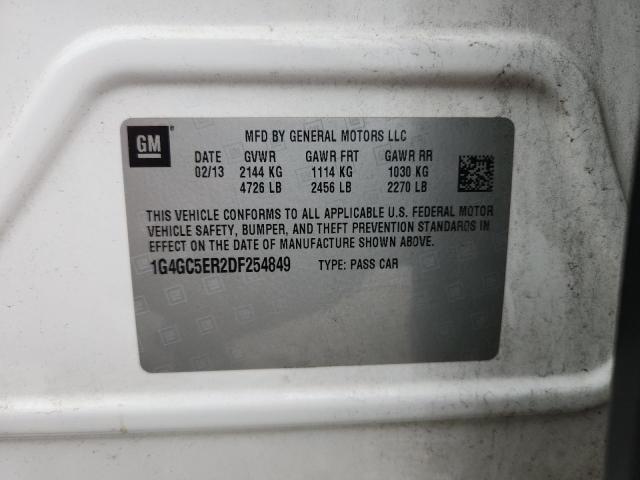 GM
MFD BY GENERAL MOTORS LLC
DATE GVWR GAWR FRT GAWR RR
02/13 2144 KG 1114 KG 1030 KG
4726 LB 2456 LB 2270 LB
THIS VEHICLE CONFORMS TO ALL APPLICABLE U.S. FEDERAL MOTOR
VEHICLE SAFETY, BUMPER, AND THEFT PREVENTION STANDARDS IN
EFFECT ON THE DATE OF MANUFACTURE SHOWN ABOVE.
1G4GC5ER2DF254849 TYPE: PASS CAR